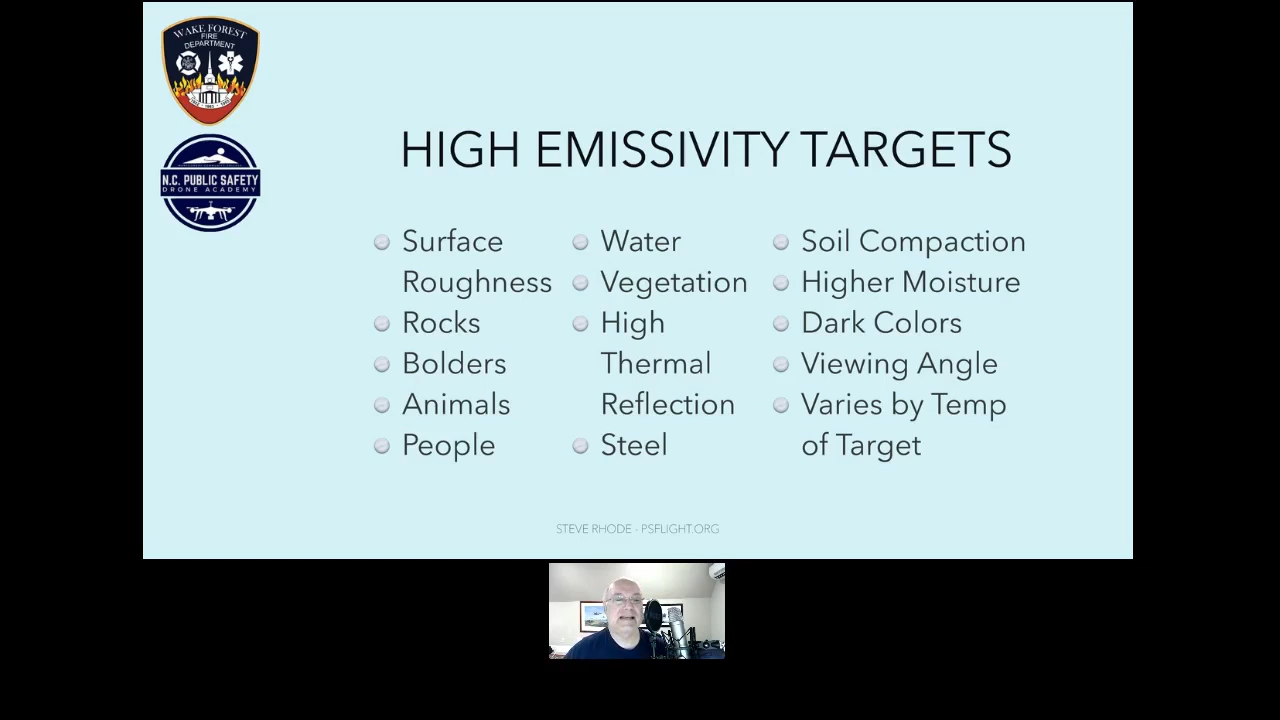 WAKE FOREST
FIRE
DEPARTMENT
N.C. PUBLIC SAFETY
DRONE ACADEMY
HIGH EMISSIVITY TARGETS
Surface
Roughness
Rocks
Bolders
Animals
People
Water
Vegetation
High
Thermal
Reflection
Steel
Soil Compaction
Higher Moisture
Dark Colors
Viewing Angle
Varies by Temp
of Target
STEVE RHODE - PSFLIGHT.ORG